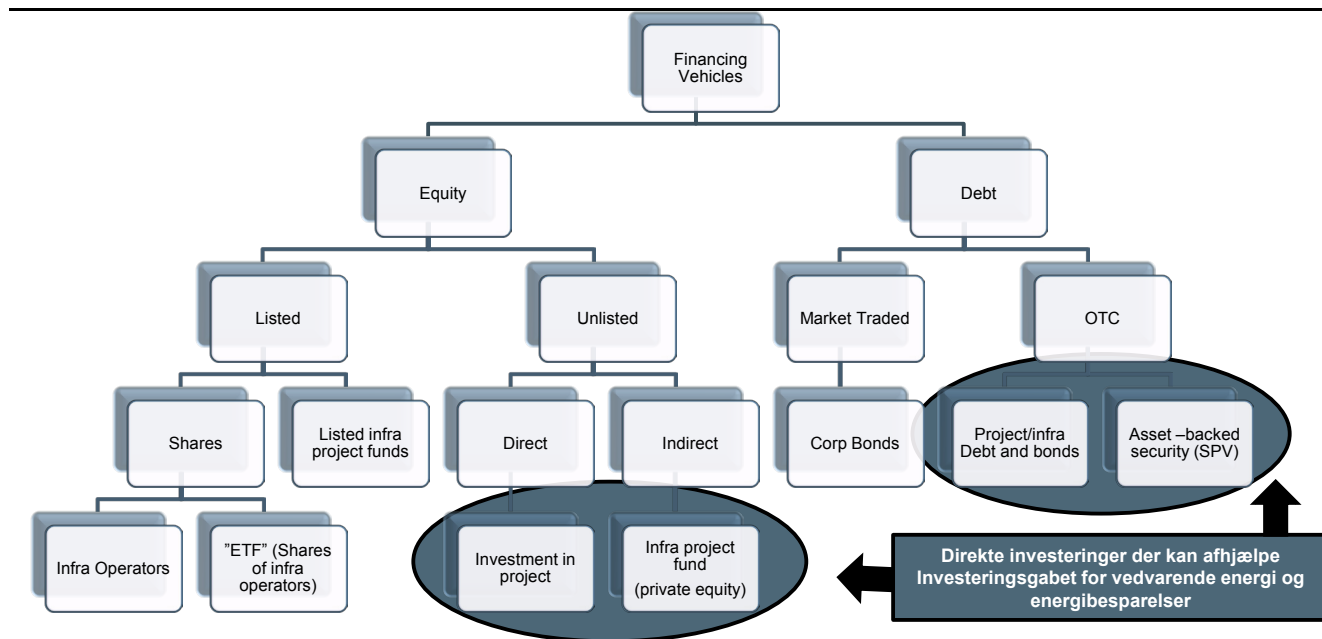 Financing
Vehicles
Equity
Debt
Listed
Unlisted
Market Traded
OTC
Shares
Listed infra
project funds
Direct
Indirect
Corp Bonds
Project/infra
Debt and bonds
Asset –backed
security (SPV)
Infra Operators
”ETF” (Shares
of infra
operators)
Investment in
project
Infra project
fund
(private equity)
Direkte investeringer der kan afhjælpe
Investeringsgabet for vedvarende energi og
energibesparelser